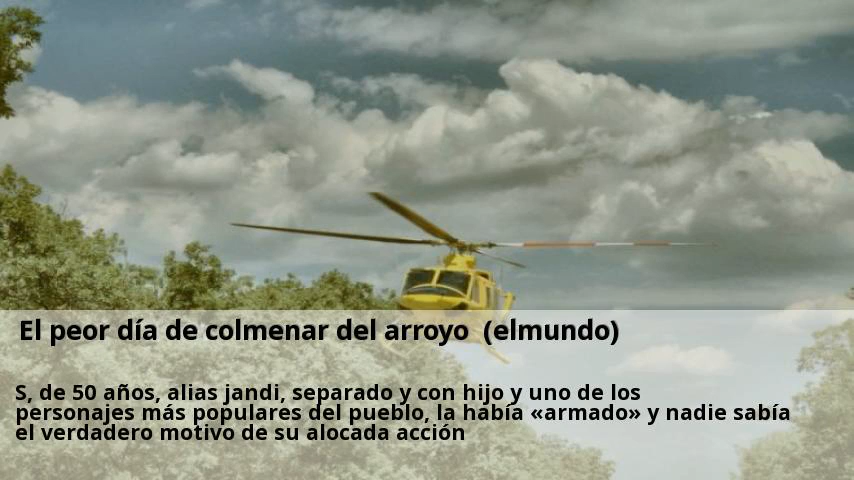 El peor día de colmenar del arroyo (elmundo)
S, de 50 años, alias jandi, separado y con hijo y uno de los
personajes más populares del pueblo, la había «armado» y nadie sabía
el verdadero motivo de su alocada acción